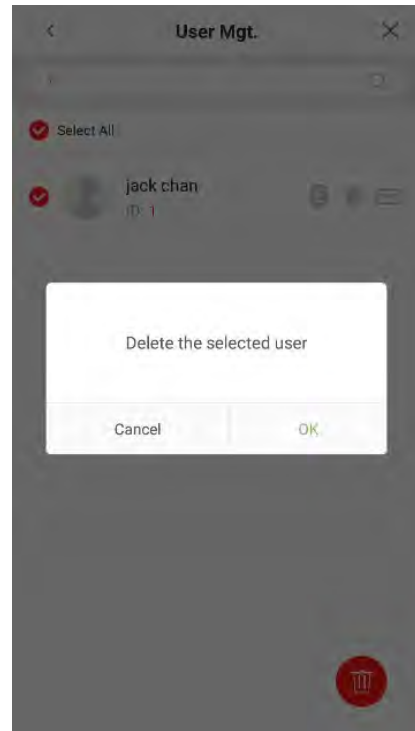 User Mgt.
Select All
jack chan
ID: 1
Delete the selected user
Cancel
OK